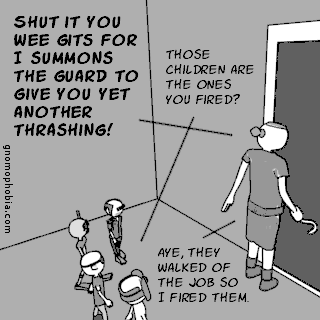 SHUT IT YOU
WEE GITS FOR
I SUMMONS
THE GUARD TO
GIVE YOU YET
ANOTHER
THRASHING!
THOSE
CHILDREN ARE
THE ONES
YOU FIRED?
AYE, THEY
WALKED OF
THE JOB SO
I FIRED THEM.
gnomophobia.com